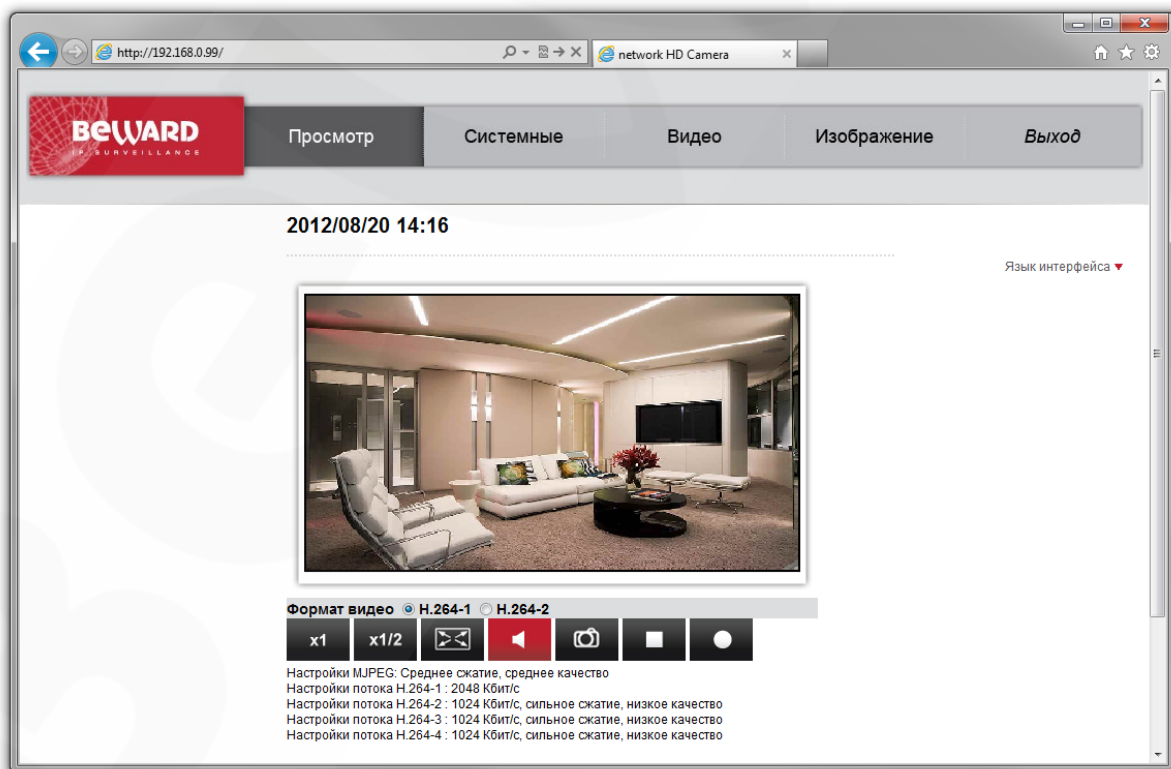 http://192.168.0.99/
network HD Camera
BEWARD
IP SURVEILLANCE
Просмотр
Системные
Видео
Изображение
Выход
2012/08/20 14:16
Язык интерфейса
Формат видео H.264-1 H.264-2
x1
x1/2
Настройки MJPEG: Среднее сжатие, среднее качество
Настройки потока H.264-1 : 2048 Кбит/с
Настройки потока H.264-2 : 1024 Кбит/с, сильное сжатие, низкое качество
Настройки потока H.264-3 : 1024 Кбит/с, сильное сжатие, низкое качество
Настройки потока H.264-4 : 1024 Кбит/с, сильное сжатие, низкое качество